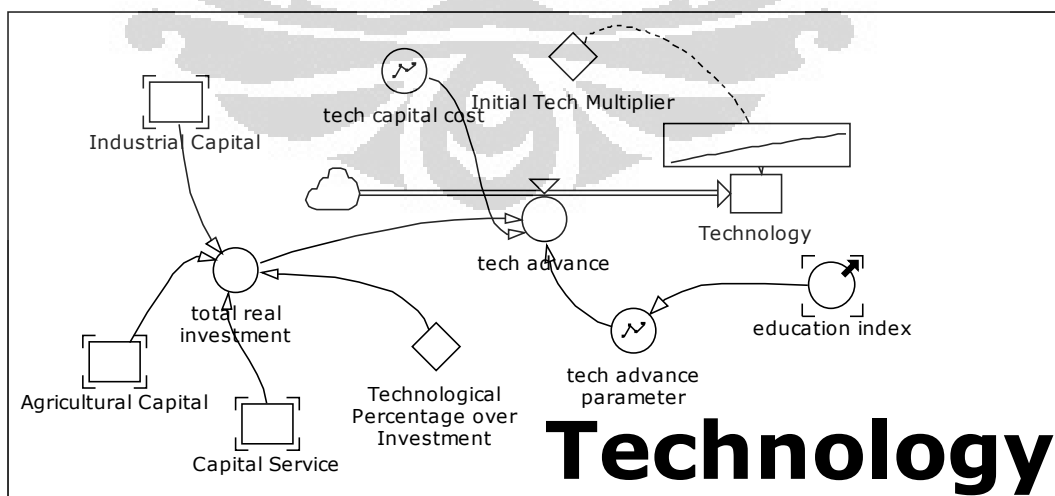 Initial Tech Multiplier
tech capital cost
Industrial Capital
Technology
tech advance
total real
investment
education index
tech advance
parameter
Agricultural Capital
Technological
Percentage over
Investment
Capital Service
Technology